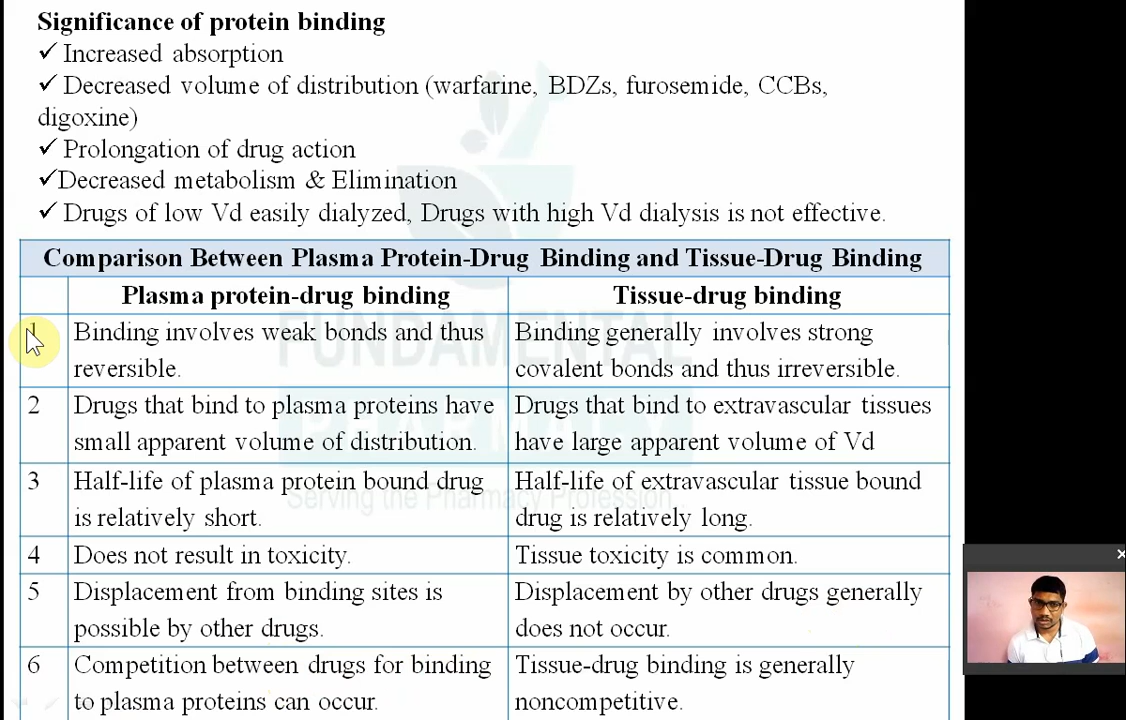 Significance of protein binding
✓ Increased absorption
✓ Decreased volume of distribution (warfarine, BDZs, furosemide, CCBs,
digoxine)
✓ Prolongation of drug action
✓Decreased metabolism & Elimination
✓ Drugs of low Vd easily dialyzed, Drugs with high Vd dialysis is not effective.
Comparison Between Plasma Protein-Drug Binding and Tissue-Drug Binding
Plasma protein-drug binding Tissue-drug binding
1 Binding involves weak bonds and thus Binding generally involves strong
reversible. covalent bonds and thus irreversible.
2 Drugs that bind to plasma proteins have Drugs that bind to extravascular tissues
small apparent volume of distribution. have large apparent volume of Vd
3 Half-life of plasma protein bound drug Half-life of extravascular tissue bound
is relatively short. drug is relatively long.
4 Does not result in toxicity. Tissue toxicity is common.
5 Displacement from binding sites is Displacement by other drugs generally
possible by other drugs. does not occur.
6 Competition between drugs for binding Tissue-drug binding is generally
to plasma proteins can occur. noncompetitive.
FUNDAMENTAL
PHARMACY
Serving the Pharmacy Profession